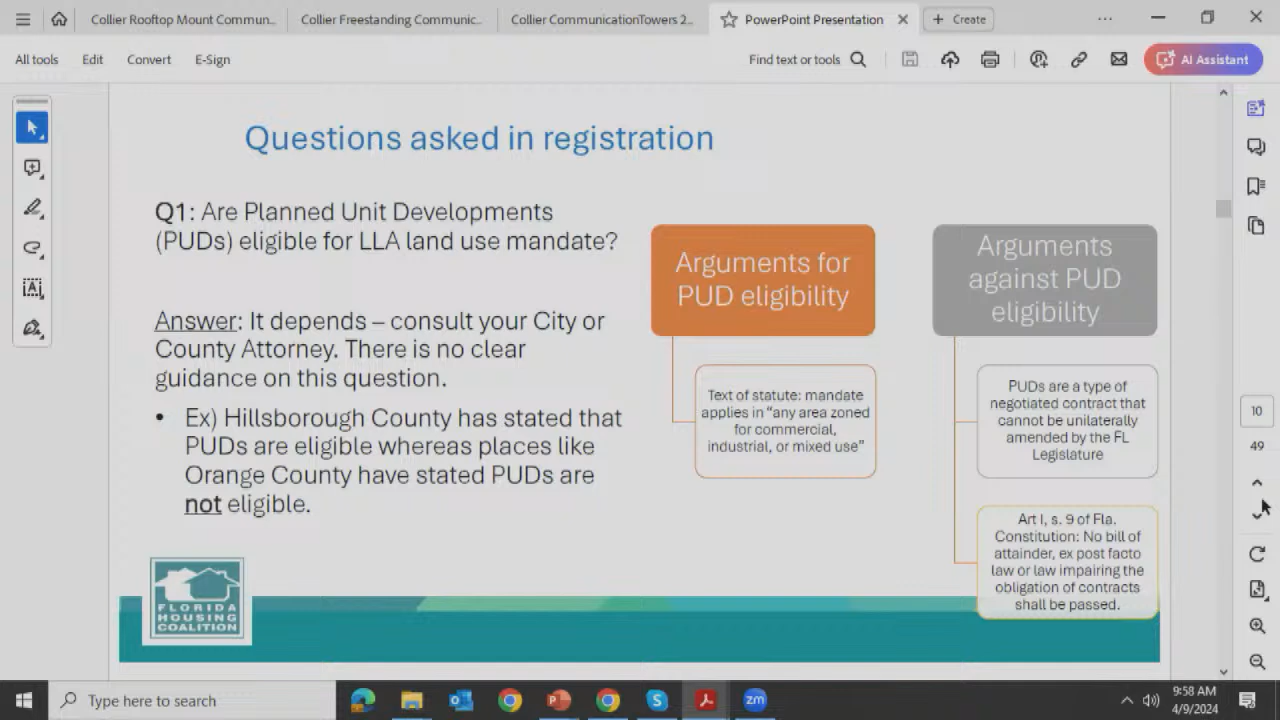 Collier Rooftop Mount Commun...
Collier Freestanding Communic...
Collier CommunicationTowers 2...
PowerPoint Presentation
Create
All tools
Edit
Convert
E-Sign
Find text or tools
AI Assistant
Questions asked in registration
Q1: Are Planned Unit Developments
(PUDs) eligible for LLA land use mandate?
Answer: It depends – consult your City or
County Attorney. There is no clear
guidance on this question.
• Ex) Hillsborough County has stated that
PUDs are eligible whereas places like
Orange County have stated PUDs are
not eligible.
Arguments for
PUD eligibility
Text of statute: mandate
applies in “any area zoned
for commercial,
industrial, or mixed use”
Arguments
against PUD
eligibility
PUDs are a type of
negotiated contract that
cannot be unilaterally
amended by the FL
Legislature
Art I, s. 9 of Fla.
Constitution: No bill of
attainder, ex post facto
law or law impairing the
obligation of contracts
shall be passed.
FLORIDA
HOUSING
COALITION
10
49
Type here to search
zm
9:58 AM
4/9/2024